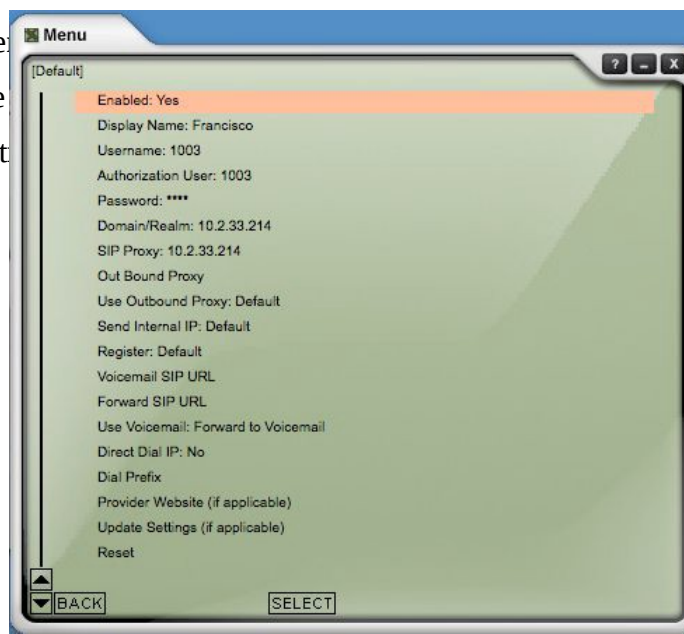 Menu
[Default]
Enabled: Yes
Display Name: Francisco
Username: 1003
Authorization User: 1003
Password: ****
Domain/Realm: 10.2.33.214
SIP Proxy: 10.2.33.214
Out Bound Proxy
Use Outbound Proxy: Default
Send Internal IP: Default
Register: Default
Voicemail SIP URL
Forward SIP URL
Use Voicemail: Forward to Voicemail
Direct Dial IP: No
Dial Prefix
Provider Website (if applicable)
Update Settings (if applicable)
Reset
BACK SELECT